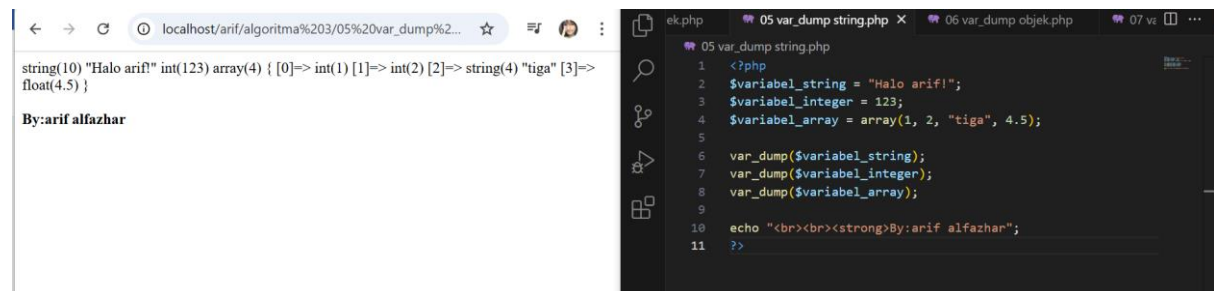 localhost/arif/algoritma%203/05%20var_dump%2...
string(10) "Halo arif!" int(123) array(4) { [0]=> int(1) [1]=> int(2) [2]=> string(4) "tiga" [3]=>
float(4.5) }
By:arif alfazhar
ek.php 05 var_dump string.php 06 var_dump objek.php 07 va
05 var_dump string.php
1 <?php
2 $variabel_string = "Halo arif!";
3 $variabel_integer = 123;
4 $variabel_array = array(1, 2, "tiga", 4.5);
5
6 var_dump($variabel_string);
7 var_dump($variabel_integer);
8 var_dump($variabel_array);
9
10 echo "<br><br><strong>By:arif alfazhar";
11 ?>